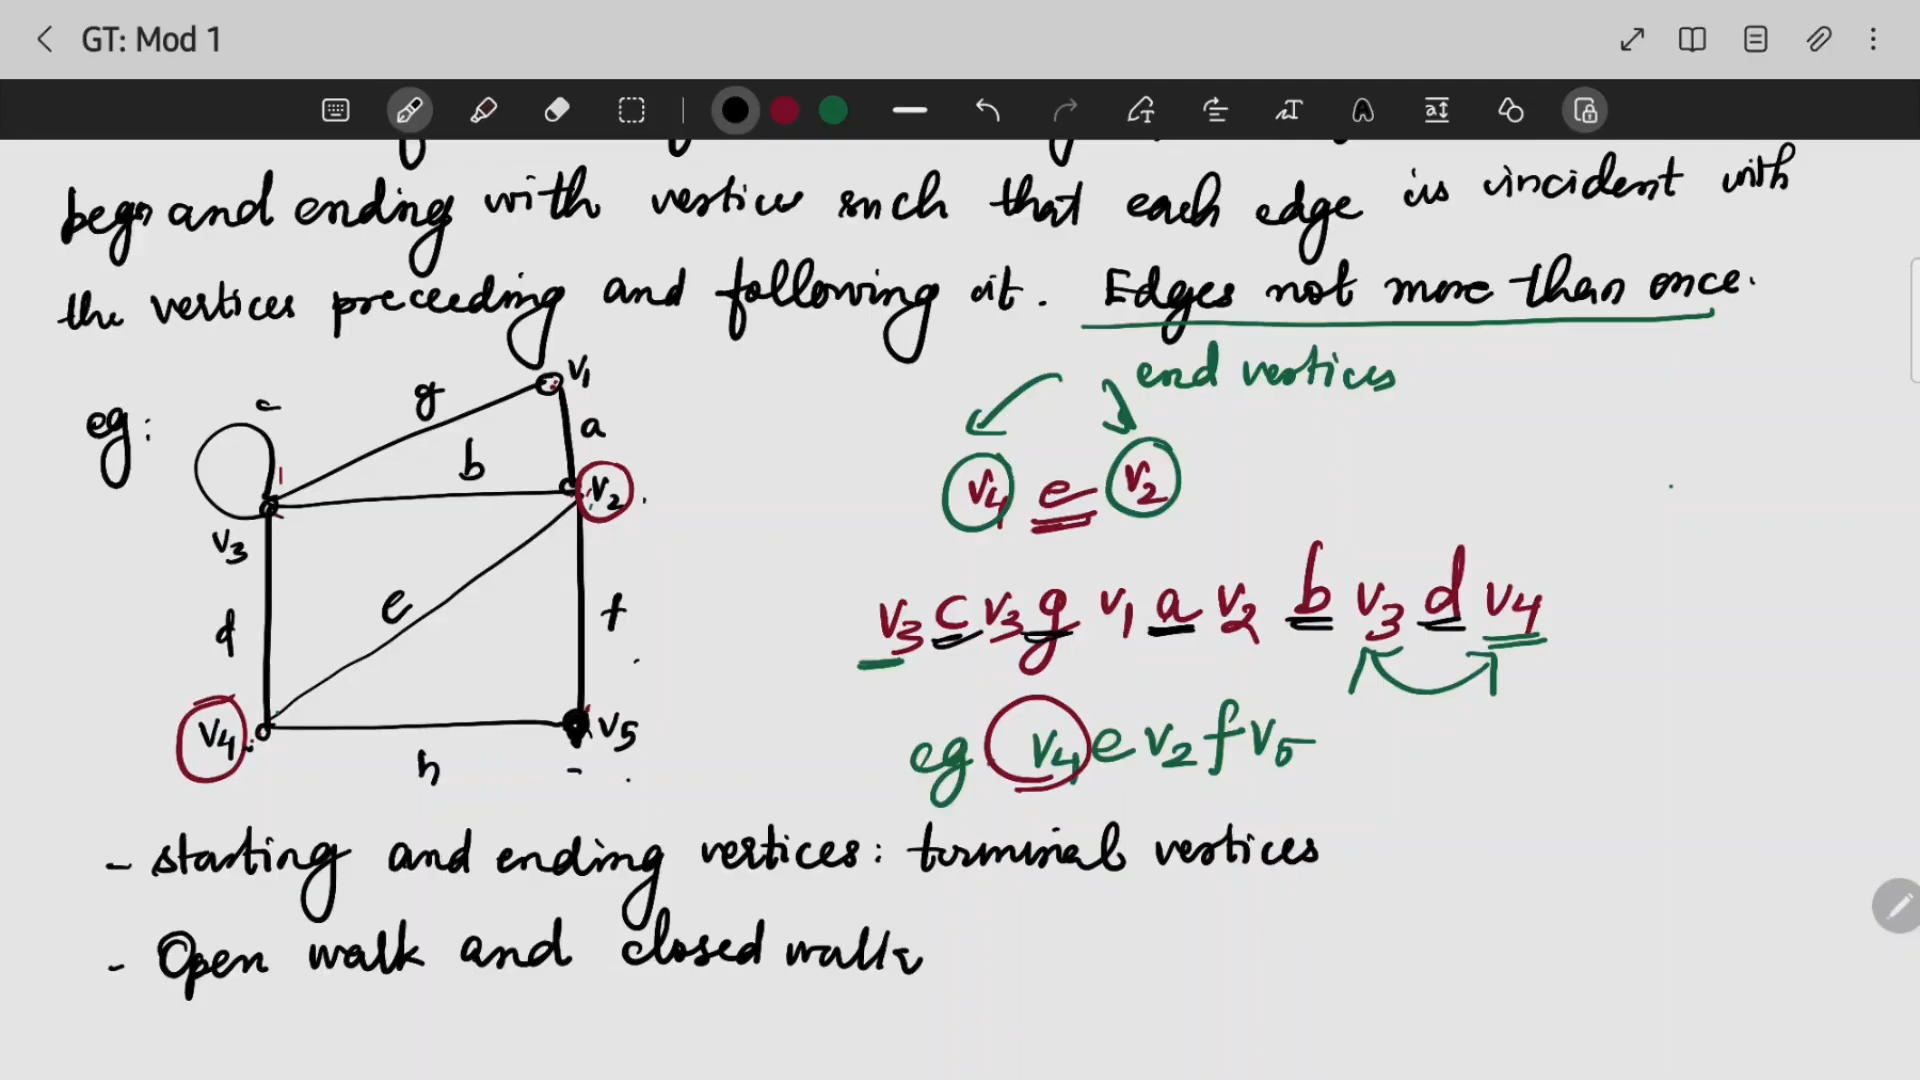 GT: Mod 1
begn and ending with vertices such that each edge is incident with
the vertices preceeding and following it. Edges not more than once.
end vertices
eg:
c
g
v1
a
b
v2
v3
v4 e v2
d
e
f
v3 c v3 g v1 a v2 b v3 d v4
v4
v5
h
eg v4 e v2 f v5
- starting and ending vertices: terminal vertices
- Open walk and closed walk